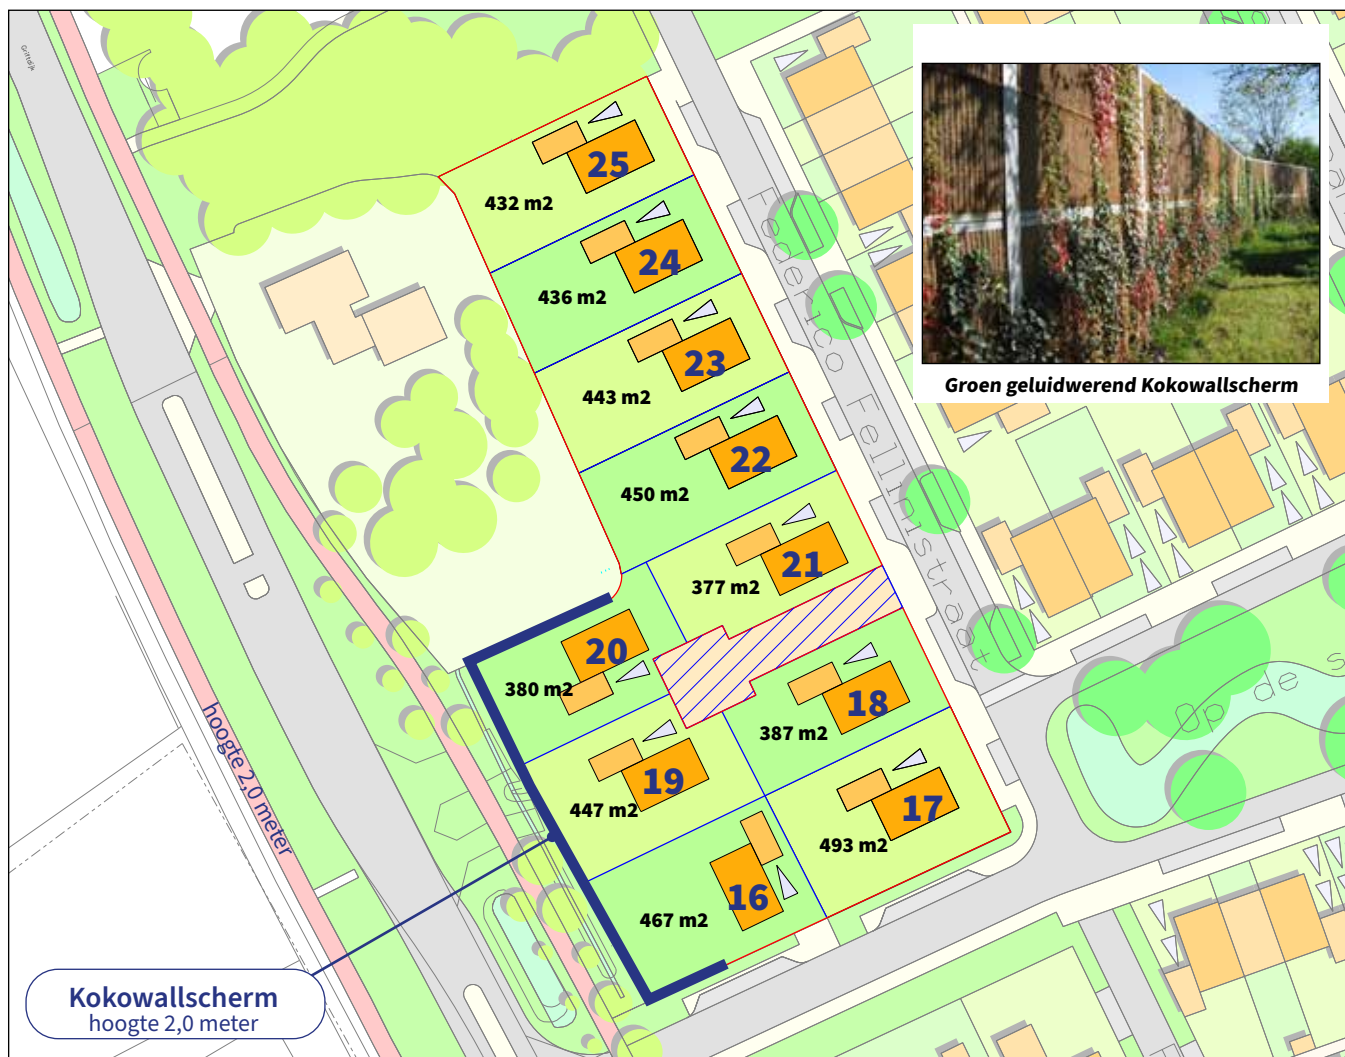 Griftdijk
25
432 m2
24
436 m2
Groen geluidwerend Kokowallscherm
23
443 m2
22
450 m2
Roberto Fellinistraat
21
377 m2
20
380 m2
18
387 m2
hoogte 2,0 meter
19
447 m2
17
493 m2
16
467 m2
Op de
Kokowallscherm
hoogte 2,0 meter